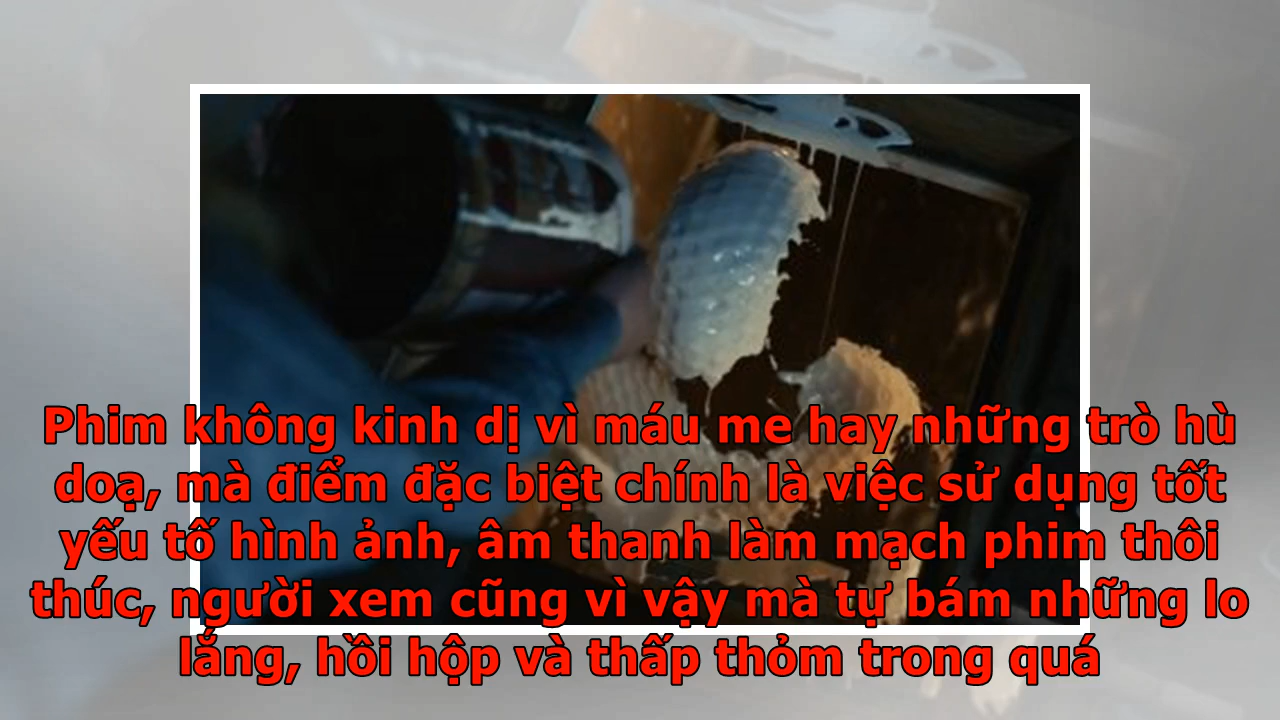 Phim không kinh dị vì máu me hay những trò hù
doạ, mà điểm đặc biệt chính là việc sử dụng tốt
yếu tố hình ảnh, âm thanh làm mạch phim thôi
thúc, người xem cũng vì vậy mà tự bám những lo
lắng, hồi hộp và thấp thỏm trong quá